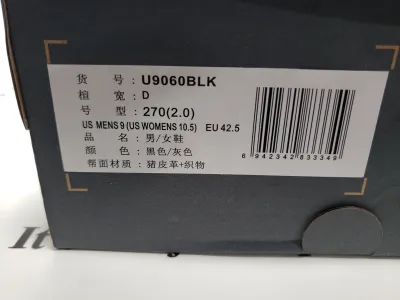 货 号 : U9060BLK
楦 宽 : D
号 型 : 270(2.0)
US MENS 9 (US WOMENS 10.5) EU 42.5
品 名 : 男/女鞋
颜 色 : 黑色/灰色
帮面材质 : 猪皮革+织物
6 942342 833349
It